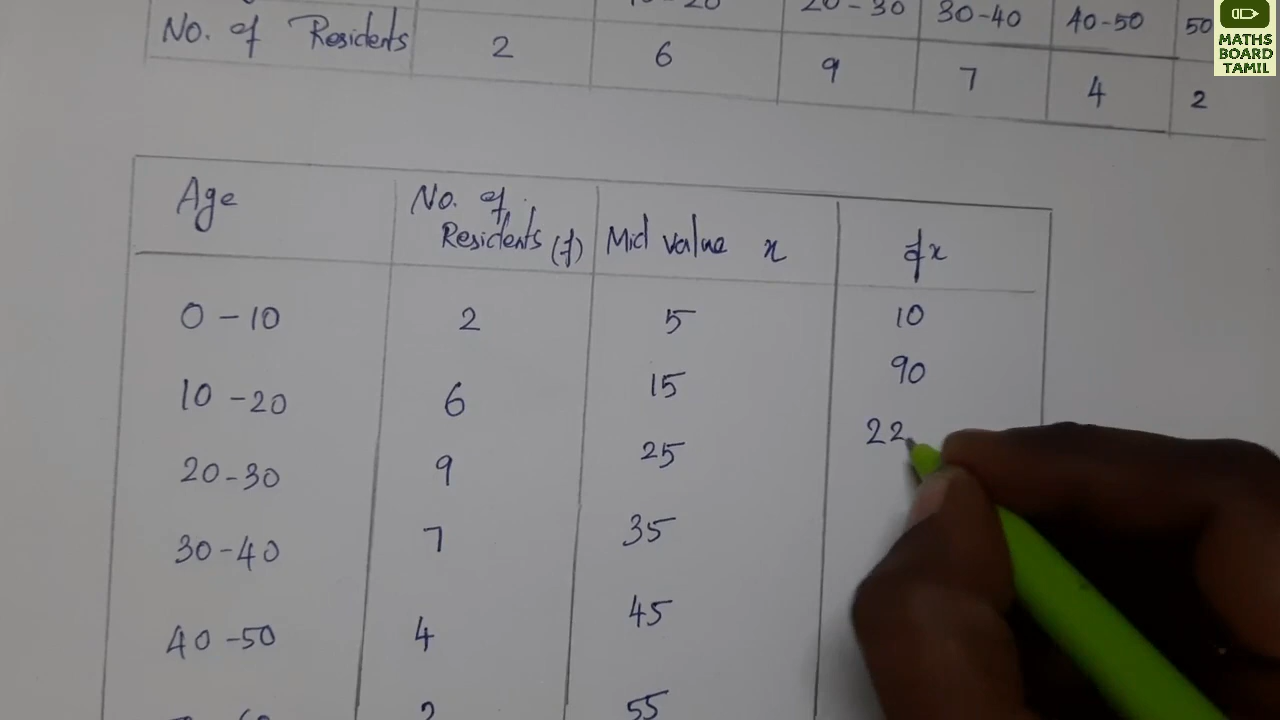 20-30 30-40 40-50 50
No. of Residents 2 6 9 7 4 2
MATHS
BOARD
TAMIL
Age No. of Residents (f) Mid value x fx
0-10 2 5 10
10-20 6 15 90
20-30 9 25 22
30-40 7 35
40-50 4 45
2 55